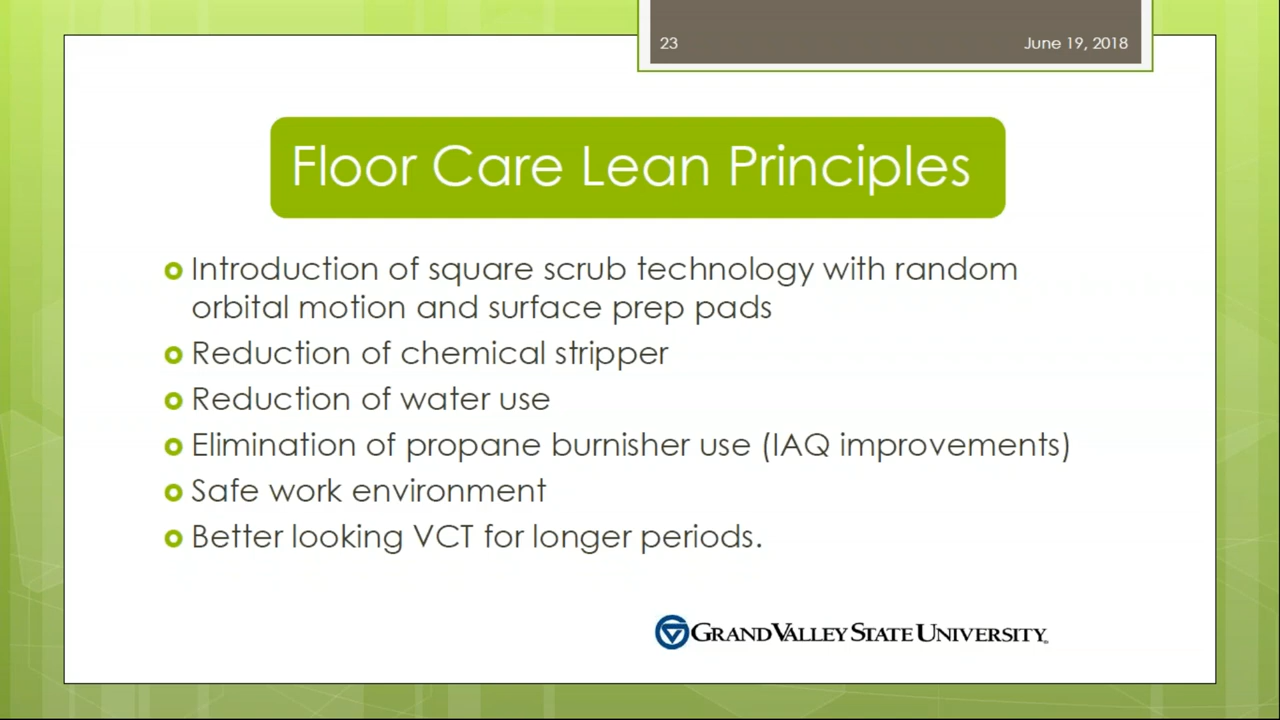 23
June 19, 2018
Floor Care Lean Principles
Introduction of square scrub technology with random
orbital motion and surface prep pads
Reduction of chemical stripper
Reduction of water use
Elimination of propane burnisher use (IAQ improvements)
Safe work environment
Better looking VCT for longer periods.
GRAND VALLEY STATE UNIVERSITY